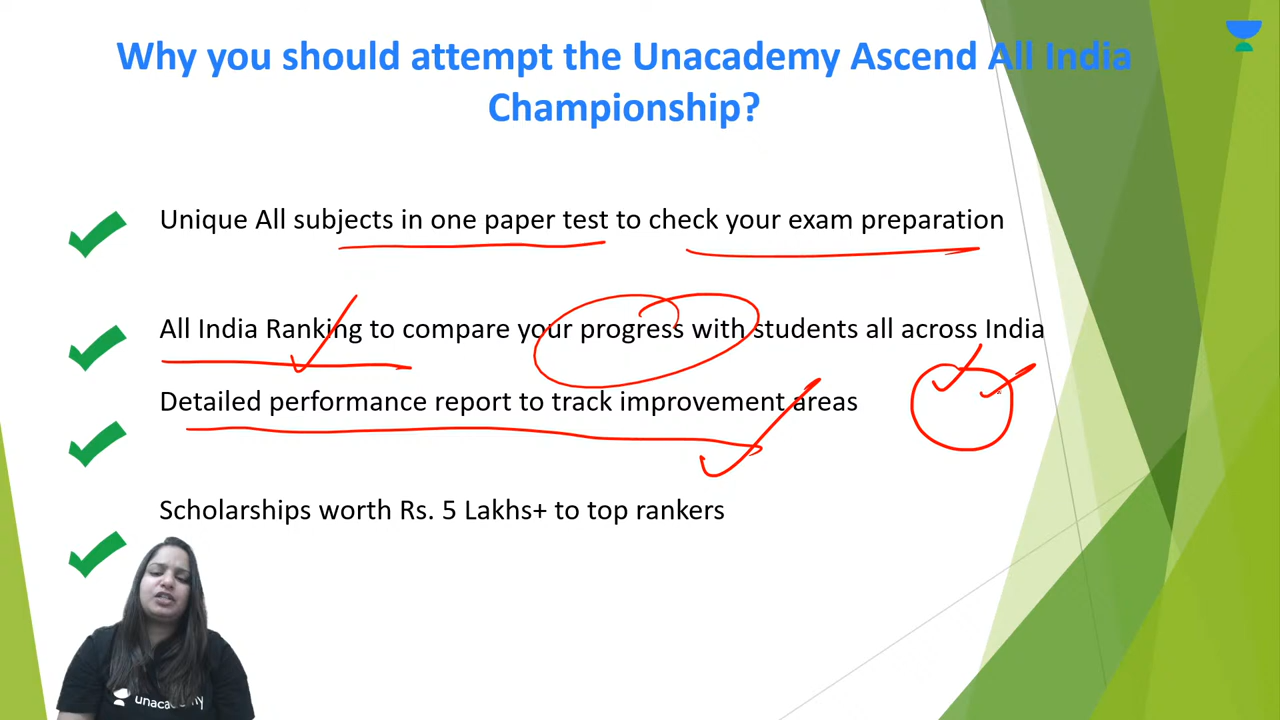 Why you should attempt the Unacademy Ascend All India
Championship?
Unique All subjects in one paper test to check your exam preparation
All India Ranking to compare your progress with students all across India
Detailed performance report to track improvement areas
Scholarships worth Rs. 5 Lakhs+ to top rankers
unacademy